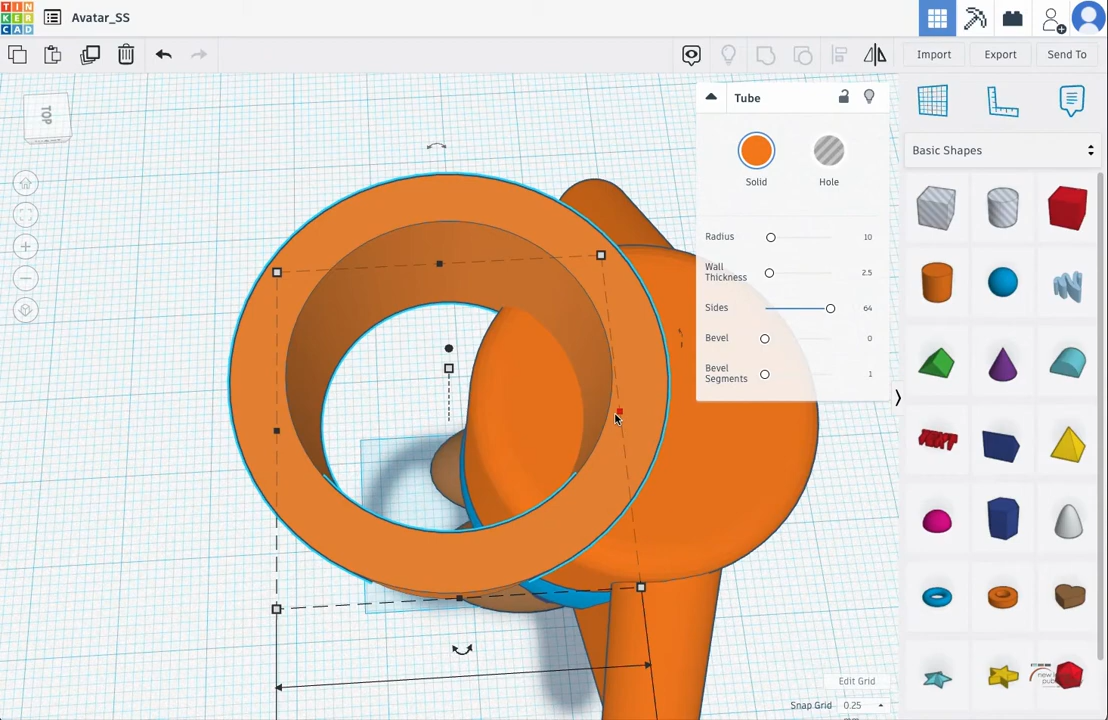 TIN
KER
CAD
Avatar_SS
Import
Export
Send To
TOP
Tube
Solid
Hole
Radius
10
Wall
Thickness
2.5
Sides
64
Bevel
0
Bevel
Segments
1
Basic Shapes
TEXT
Edit Grid
Snap Grid
0.25